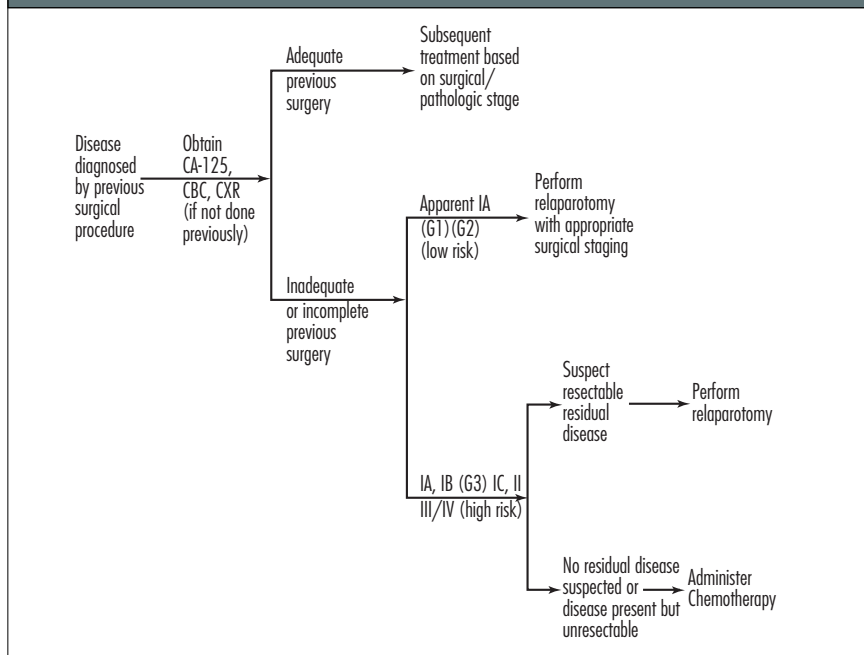 Disease
diagnosed
by previous
surgical
procedure
Obtain
CA-125,
CBC, CXR
(if not done
previously)
Adequate
previous
surgery
Subsequent
treatment based
on surgical/
pathologic stage
Inadequate
or incomplete
previous
surgery
Apparent IA
(G1) (G2)
(low risk)
Perform
relaparotomy
with appropriate
surgical staging
IA, IB (G3) IC, II
III/IV (high risk)
Suspect
resectable
residual
disease
Perform
relaparotomy
No residual disease
suspected or
disease present but
unresectable
Administer
Chemotherapy